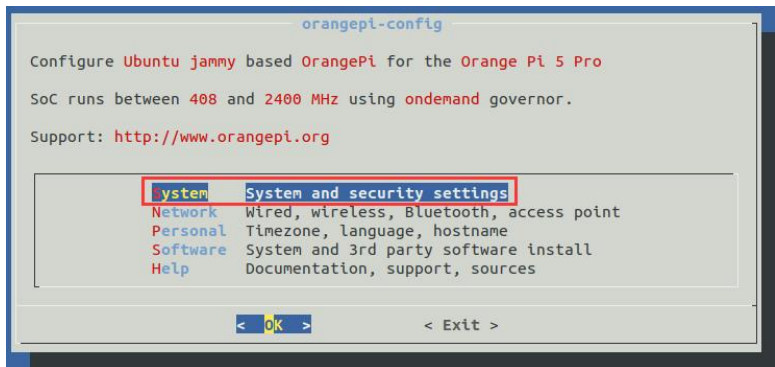 orangepi-config
Configure Ubuntu jammy based OrangePi for the Orange Pi 5 Pro
SoC runs between 408 and 2400 MHz using ondemand governor.
Support: http://www.orangepi.org
System System and security settings
Network Wired, wireless, Bluetooth, access point
Personal Timezone, language, hostname
Software System and 3rd party software install
Help Documentation, support, sources
< OK > < Exit >